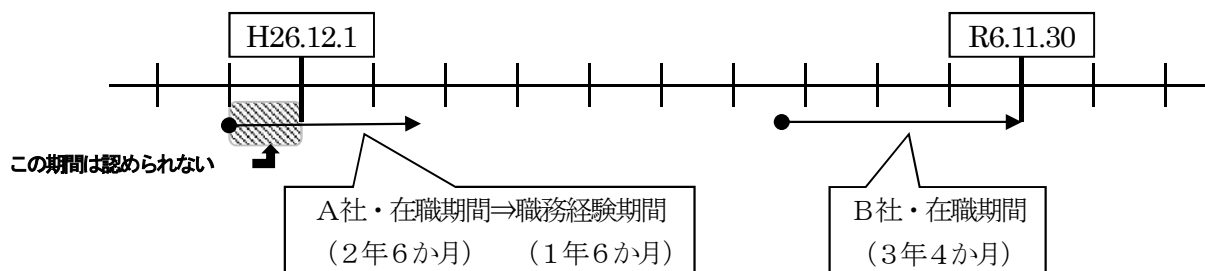 H26.12.1
R6.11.30
この期間は認められない
A社・在職期間⇒職務経験期間
（2年6か月）　（1年6か月）
B社・在職期間
（3年4か月）